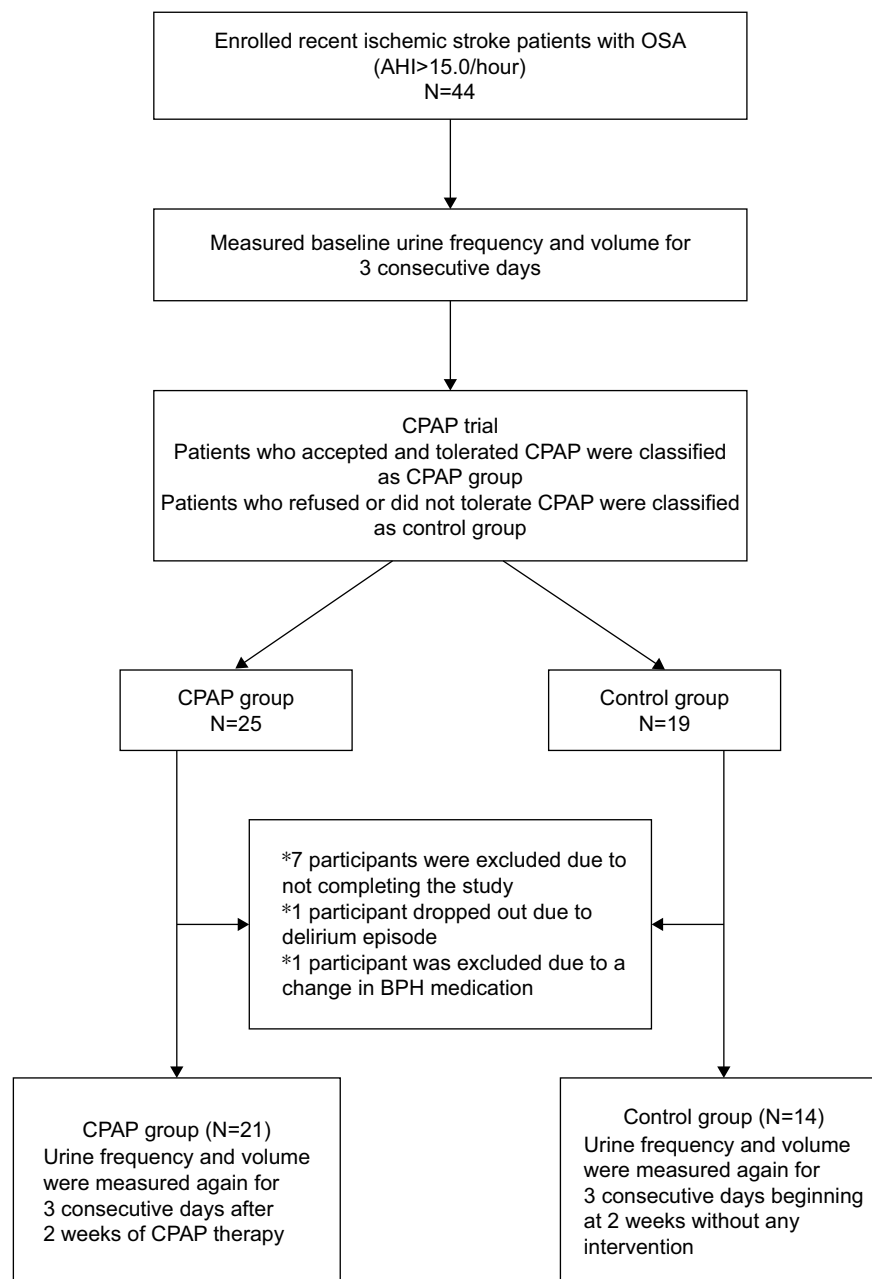 Enrolled recent ischemic stroke patients with OSA
(AHI>15.0/hour)
N=44
Measured baseline urine frequency and volume for
3 consecutive days
CPAP trial
Patients who accepted and tolerated CPAP were classified
as CPAP group
Patients who refused or did not tolerate CPAP were classified
as control group
CPAP group
N=25
Control group
N=19
*7 participants were excluded due to
not completing the study
*1 participant dropped out due to
delirium episode
*1 participant was excluded due to a
change in BPH medication
CPAP group (N=21)
Urine frequency and volume
were measured again for
3 consecutive days after
2 weeks of CPAP therapy
Control group (N=14)
Urine frequency and volume
were measured again for
3 consecutive days beginning
at 2 weeks without any
intervention